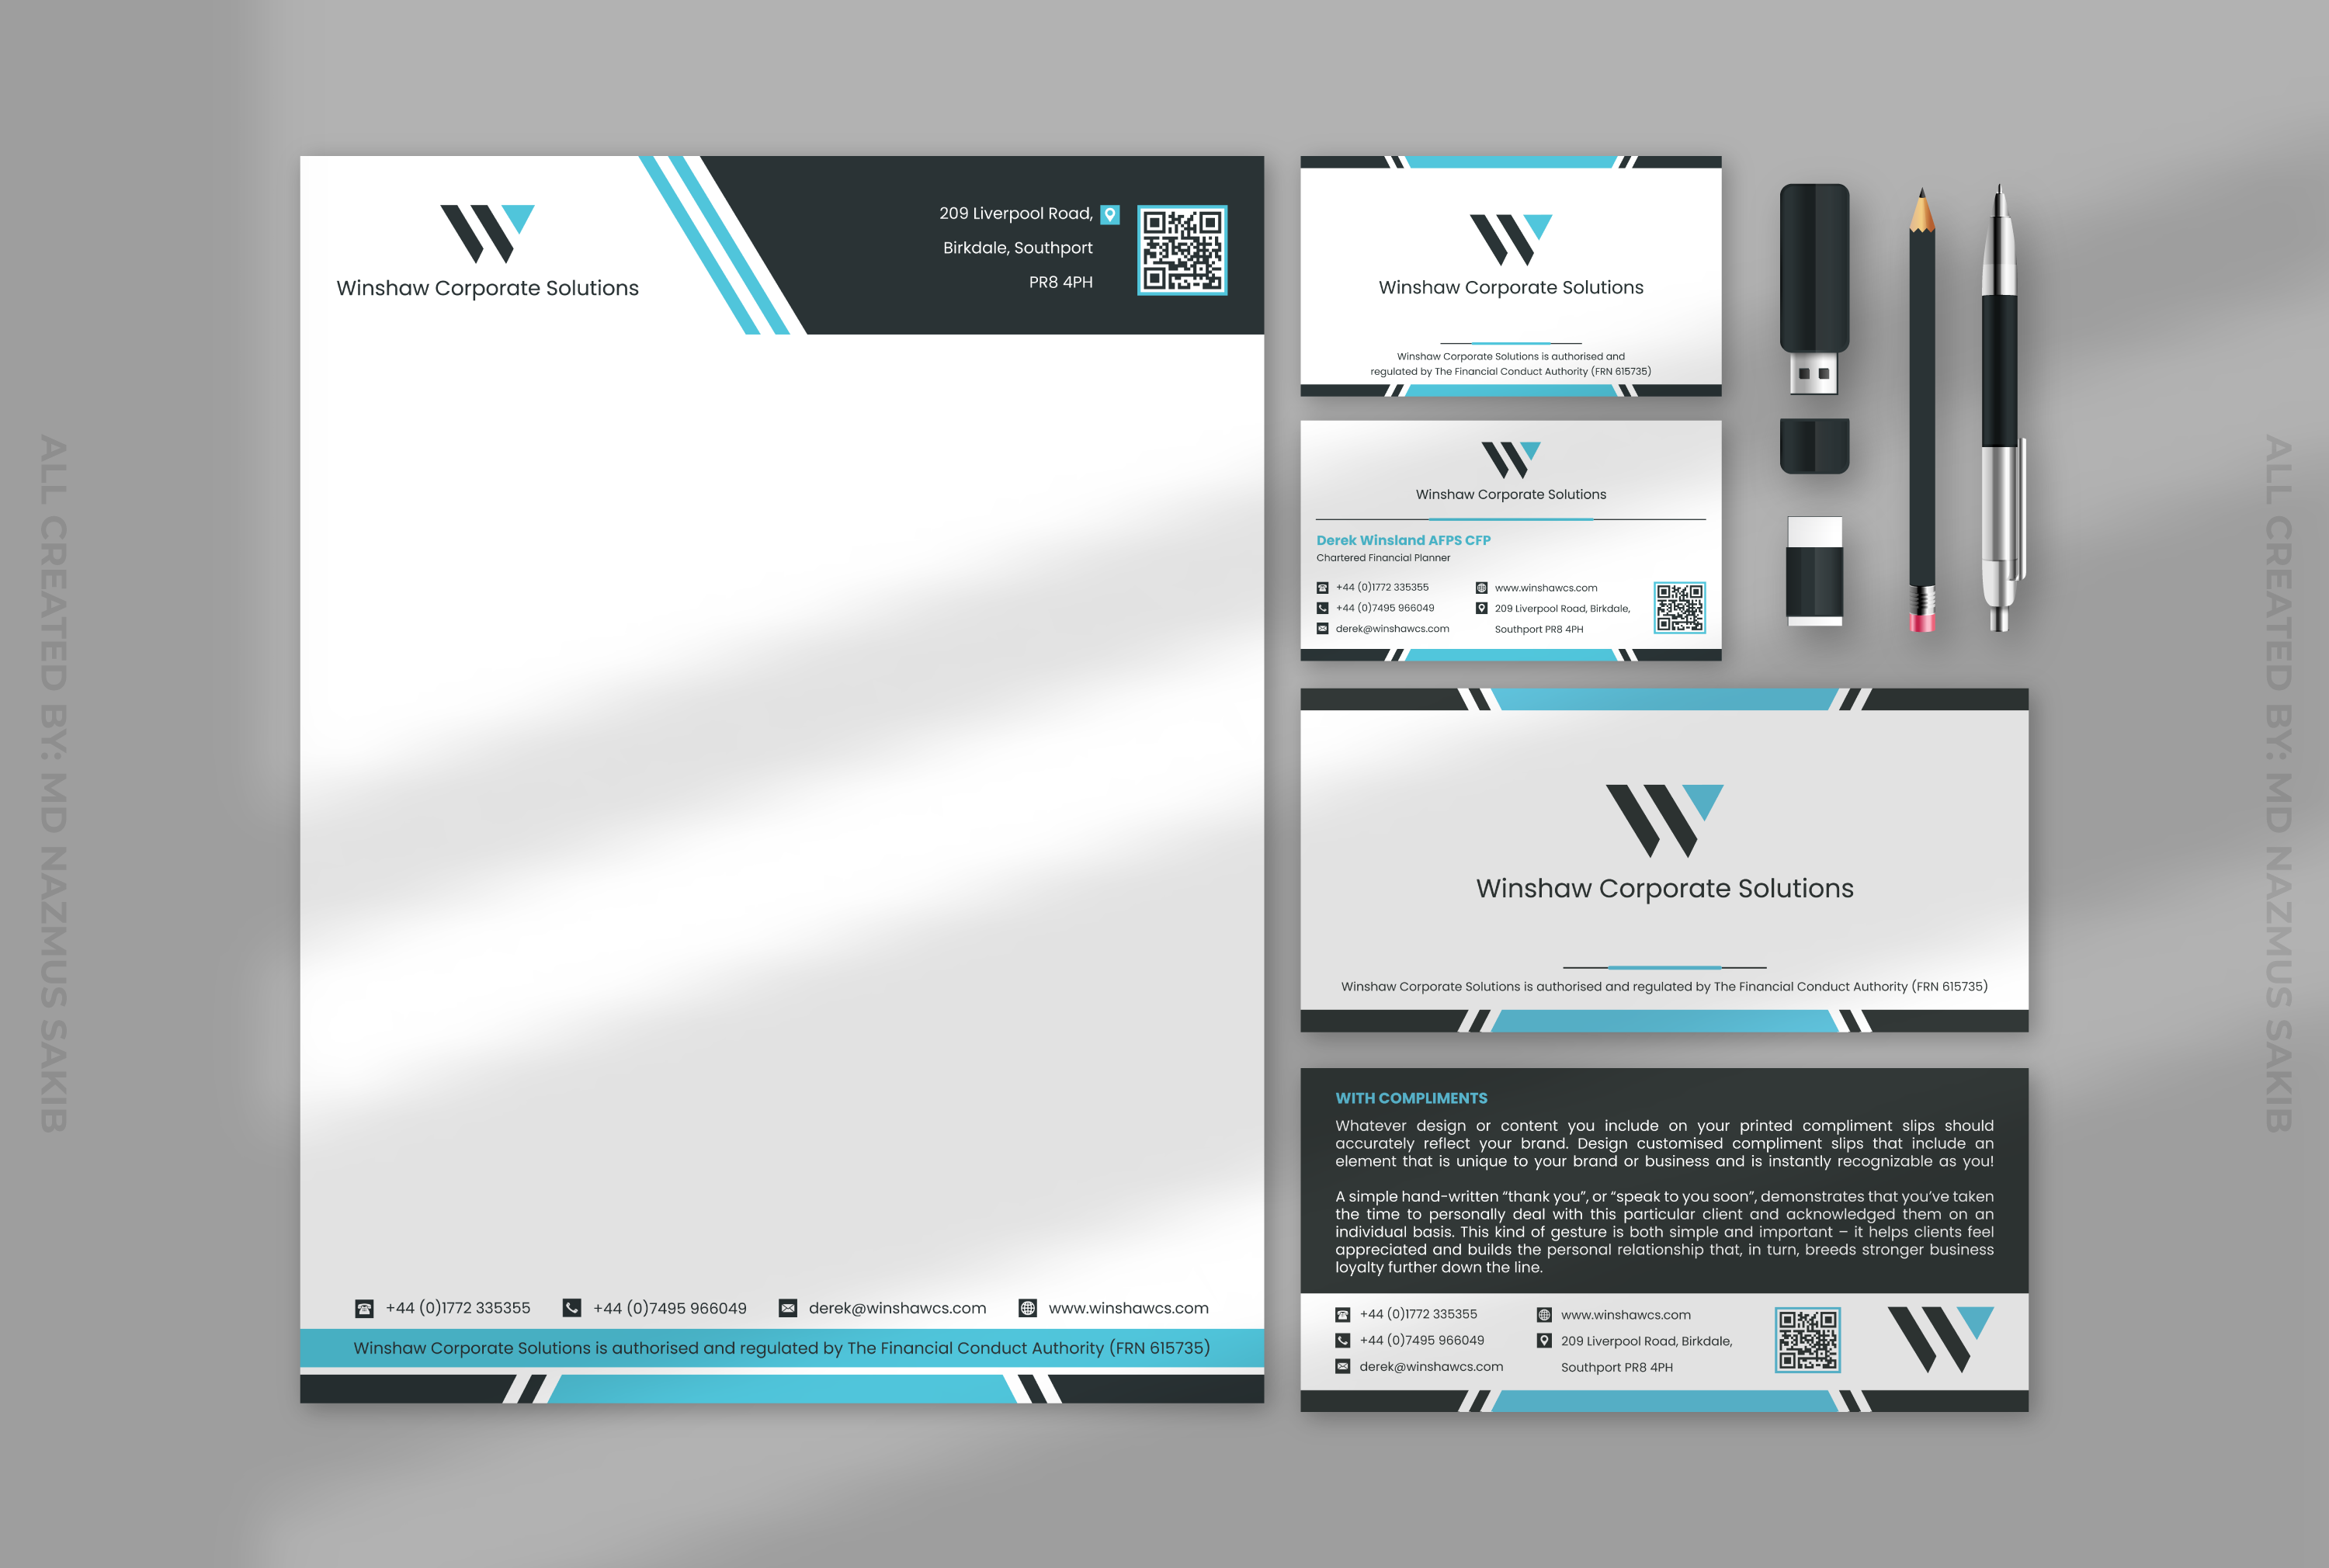 ALL CREATED BY: MD NAZMUS SAKIB
Winshaw Corporate Solutions
209 Liverpool Road,
Birkdale, Southport
PR8 4PH
+44 (0)1772 335355
+44 (0)7495 966049
derek@winshawcs.com
www.winshawcs.com
Winshaw Corporate Solutions is authorised and regulated by The Financial Conduct Authority (FRN 615735)
Winshaw Corporate Solutions
Winshaw Corporate Solutions is authorised and
regulated by The Financial Conduct Authority (FRN 615735)
Winshaw Corporate Solutions
Derek Winsland AFPS CFP
Chartered Financial Planner
+44 (0)1772 335355
+44 (0)7495 966049
derek@winshawcs.com
www.winshawcs.com
209 Liverpool Road, Birkdale,
Southport PR8 4PH
Winshaw Corporate Solutions
Winshaw Corporate Solutions is authorised and regulated by The Financial Conduct Authority (FRN 615735)
WITH COMPLIMENTS
Whatever design or content you include on your printed compliment slips should
accurately reflect your brand. Design customised compliment slips that include an
element that is unique to your brand or business and is instantly recognizable as you!
A simple hand-written “thank you”, or “speak to you soon”, demonstrates that you’ve taken
the time to personally deal with this particular client and acknowledged them on an
individual basis. This kind of gesture is both simple and important – it helps clients feel
appreciated and builds the personal relationship that, in turn, breeds stronger business
loyalty further down the line.
+44 (0)1772 335355
+44 (0)7495 966049
derek@winshawcs.com
www.winshawcs.com
209 Liverpool Road, Birkdale,
Southport PR8 4PH
ALL CREATED BY: MD NAZMUS SAKIB